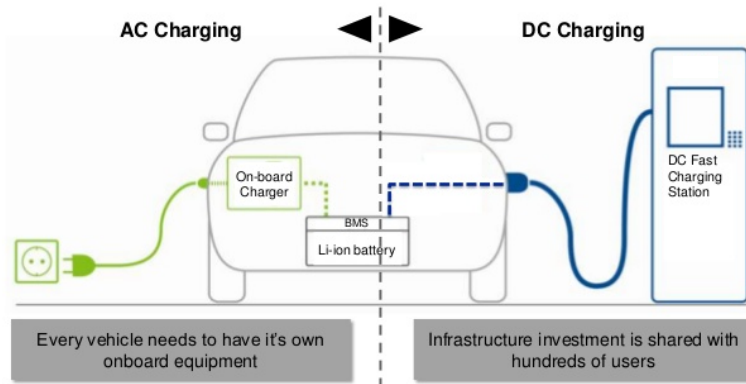 AC Charging
DC Charging
On-board
Charger
BMS
Li-ion battery
DC Fast
Charging
Station
Every vehicle needs to have it's own
onboard equipment
Infrastructure investment is shared with
hundreds of users